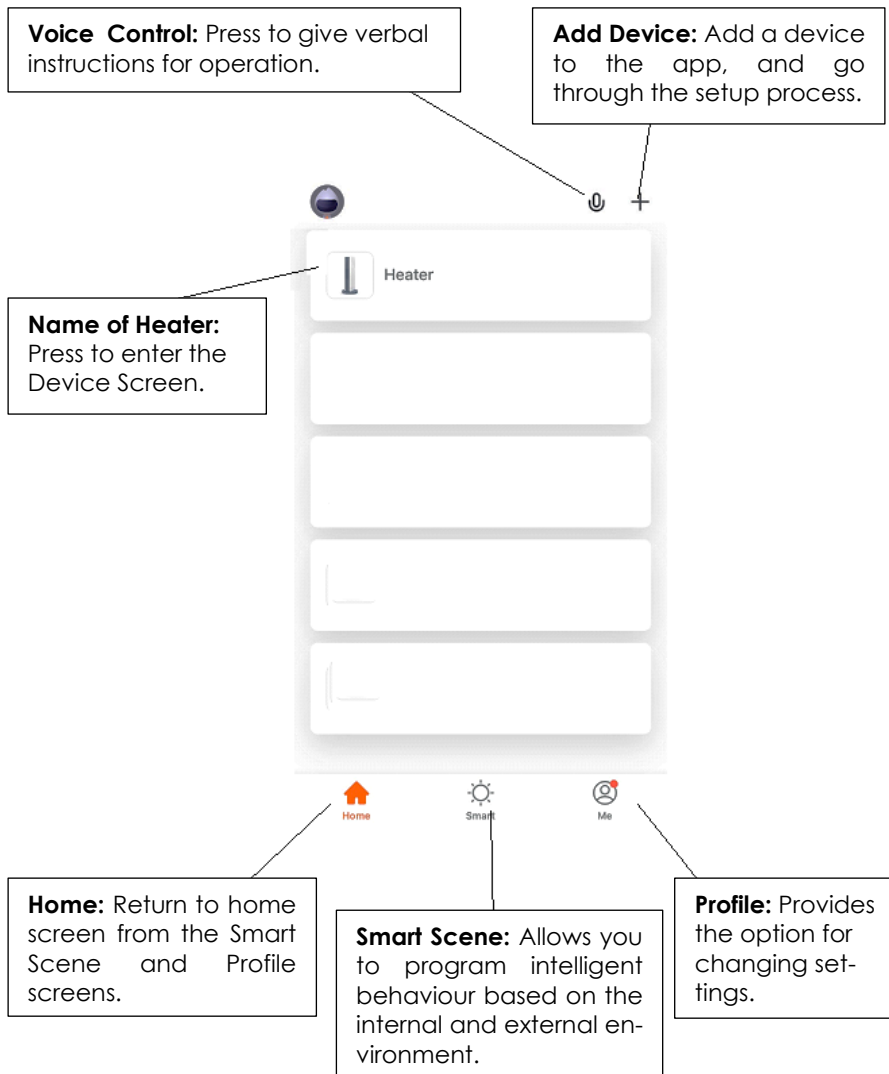 Voice Control: Press to give verbal
instructions for operation.
Add Device: Add a device
to the app, and go
through the setup process.
Heater
Name of Heater:
Press to enter the
Device Screen.
Home
Smart
Me
Home: Return to home
screen from the Smart
Scene and Profile
screens.
Smart Scene: Allows you
to program intelligent
behaviour based on the
internal and external en-
vironment.
Profile: Provides
the option for
changing set-
tings.